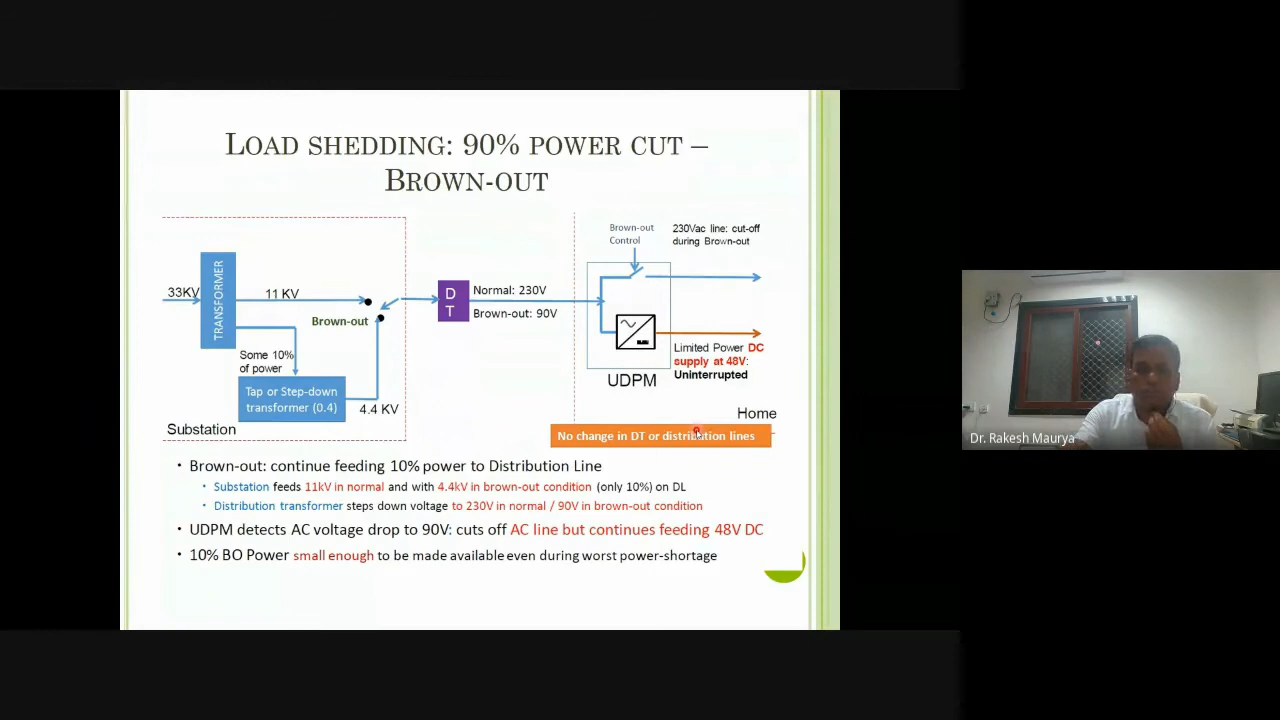 LOAD SHEDDING: 90% POWER CUT –
BROWN-OUT
Brown-out
Control
230Vac line: cut-off
during Brown-out
33KV
TRANSFORMER
11 KV
Brown-out
D
T
Normal: 230V
Brown-out: 90V
Some 10%
of power
Tap or Step-down
transformer (0.4)
4.4 KV
Limited Power DC
supply at 48V:
Uninterrupted
UDPM
Home
Substation
No change in DT or distribution lines
• Brown-out: continue feeding 10% power to Distribution Line
• Substation feeds 11kV in normal and with 4.4kV in brown-out condition (only 10%) on DL
• Distribution transformer steps down voltage to 230V in normal / 90V in brown-out condition
• UDPM detects AC voltage drop to 90V: cuts off AC line but continues feeding 48V DC
• 10% BO Power small enough to be made available even during worst power-shortage
Dr. Rakesh Maurya